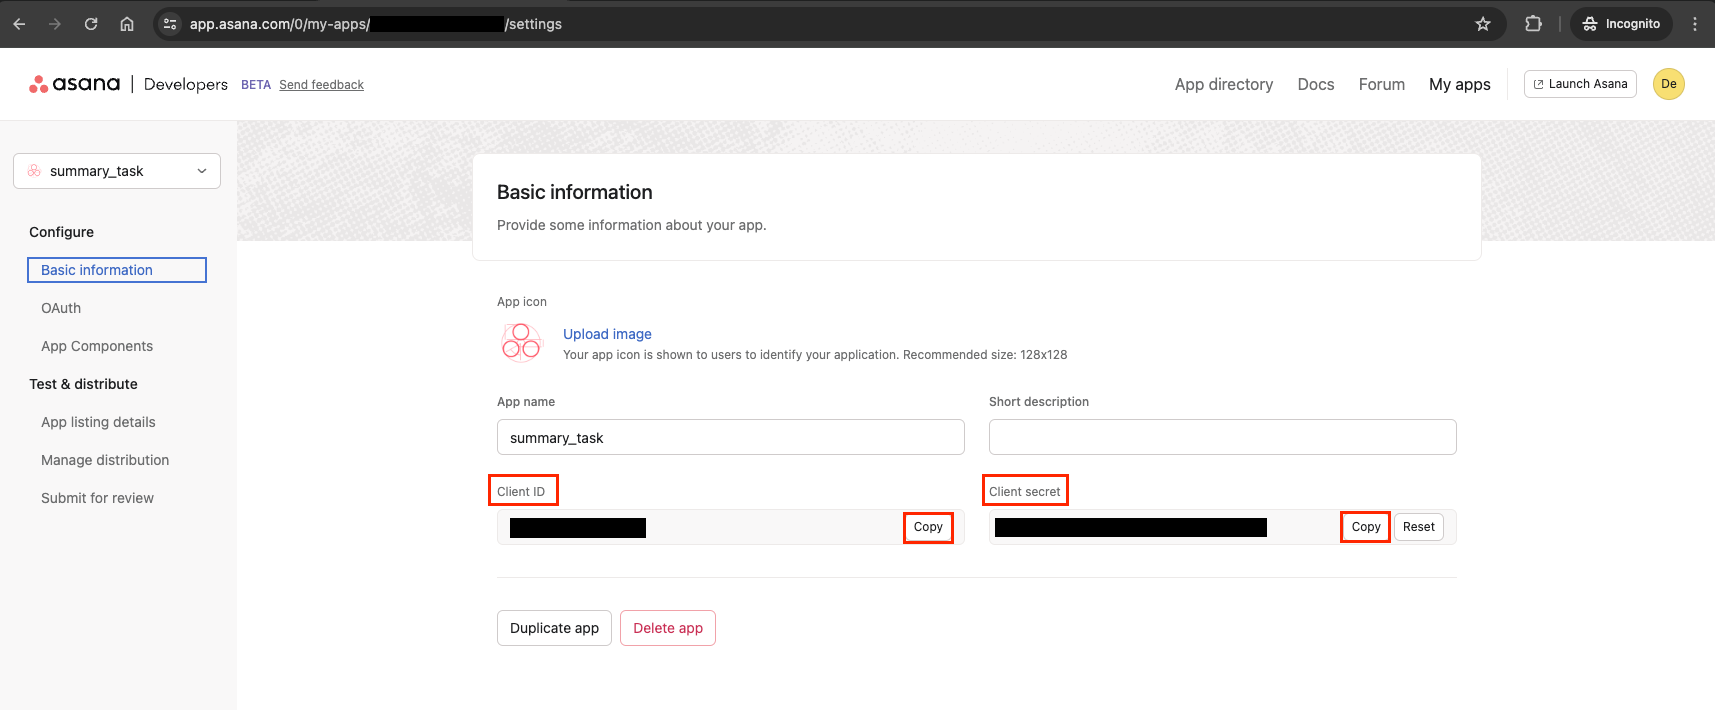 app.asana.com/0/my-apps/ /settings
Incognito
asana | Developers BETA Send feedback
App directory Docs Forum My apps Launch Asana De
summary_task
Configure
Basic information
OAuth
App Components
Test & distribute
App listing details
Manage distribution
Submit for review
Basic information
Provide some information about your app.
App icon
Upload image
Your app icon is shown to users to identify your application. Recommended size: 128x128
App name
summary_task
Short description
Client ID
Copy
Client secret
Copy Reset
Duplicate app Delete app